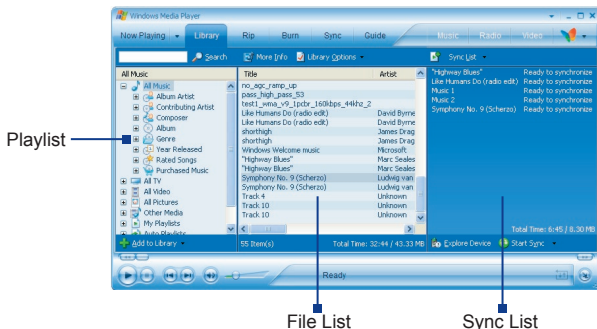 Windows Media Player
Now Playing Library Rip Burn Sync Guide Music Radio Video
Search More Info Library Options Sync List
All Music
All Music
Album Artist
Contributing Artist
Composer
Album
Genre
Year Released
Rated Songs
Purchased Music
All TV
All Video
All Pictures
Other Media
My Playlists
Auto Playlists
Add to Library
Playlist
Title Artist
no_agc_ramp_up
pass_high_pass_53
test1_wma_v9_1pcbr_160kbps_44khz_2
Like Humans Do (radio edit) David Byrne
Like Humans Do (radio edit) David Byrne
shorthigh James Drag
shorthigh James Drag
Windows Welcome music Microsoft
"Highway Blues" Marc Seales
"Highway Blues" Marc Seales
Symphony No. 9 (Scherzo) Ludwig van
Symphony No. 9 (Scherzo) Ludwig van
Track 4 Unknown
Track 10 Unknown
Track 10 Unknown
55 Item(s) Total Time: 32:44 / 43.33 MB
"Highway Blues" Ready to synchronize
Like Humans Do (radio edit) Ready to synchronize
Music 1 Ready to synchronize
Music 2 Ready to synchronize
Symphony No. 9 (Scherzo) Ready to synchronize
Total Time: 6:45 / 8.30 MB
Explore Device Start Sync
Ready
File List
Sync List